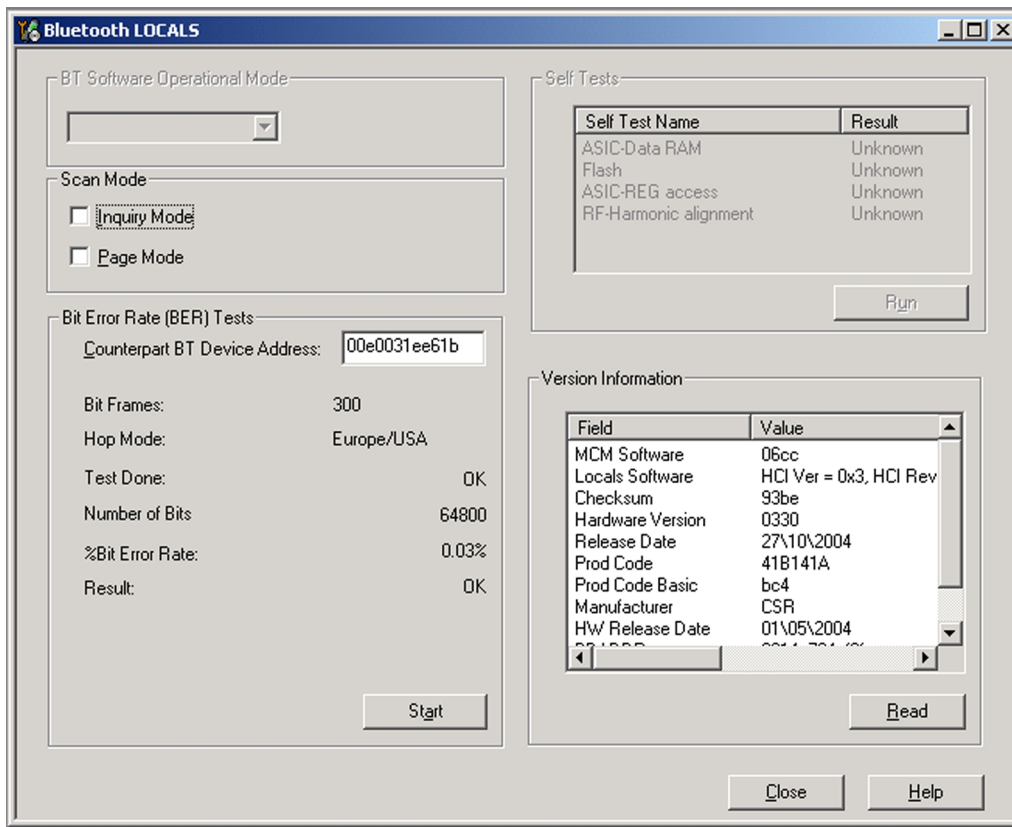 Bluetooth LOCALS
BT Software Operational Mode
Scan Mode
Inquiry Mode
Page Mode
Bit Error Rate (BER) Tests
Counterpart BT Device Address: 00e0031ee61b
Bit Frames: 300
Hop Mode: Europe/USA
Test Done: OK
Number of Bits 64800
%Bit Error Rate: 0.03%
Result: OK
Start
Self Tests
Self Test Name Result
ASIC-Data RAM Unknown
Flash Unknown
ASIC-REG access Unknown
RF-Harmonic alignment Unknown
Run
Version Information
Field Value
MCM Software 06cc
Locals Software HCI Ver = 0x3, HCI Rev
Checksum 93be
Hardware Version 0330
Release Date 27\10\2004
Prod Code 41B141A
Prod Code Basic bc4
Manufacturer CSR
HW Release Date 01\05\2004
Read
Close Help